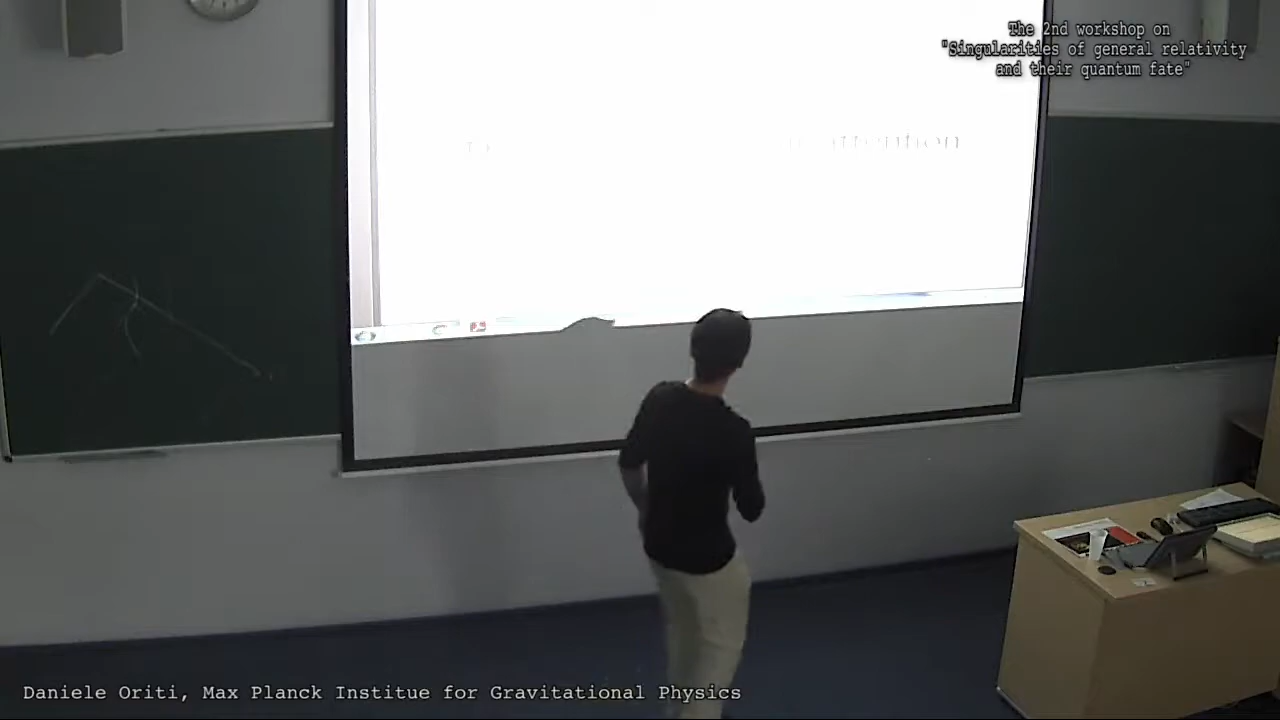 The 2nd workshop on
"Singularities of general relativity
and their quantum fate"
attention
Daniele Oriti, Max Planck Institue for Gravitational Physics